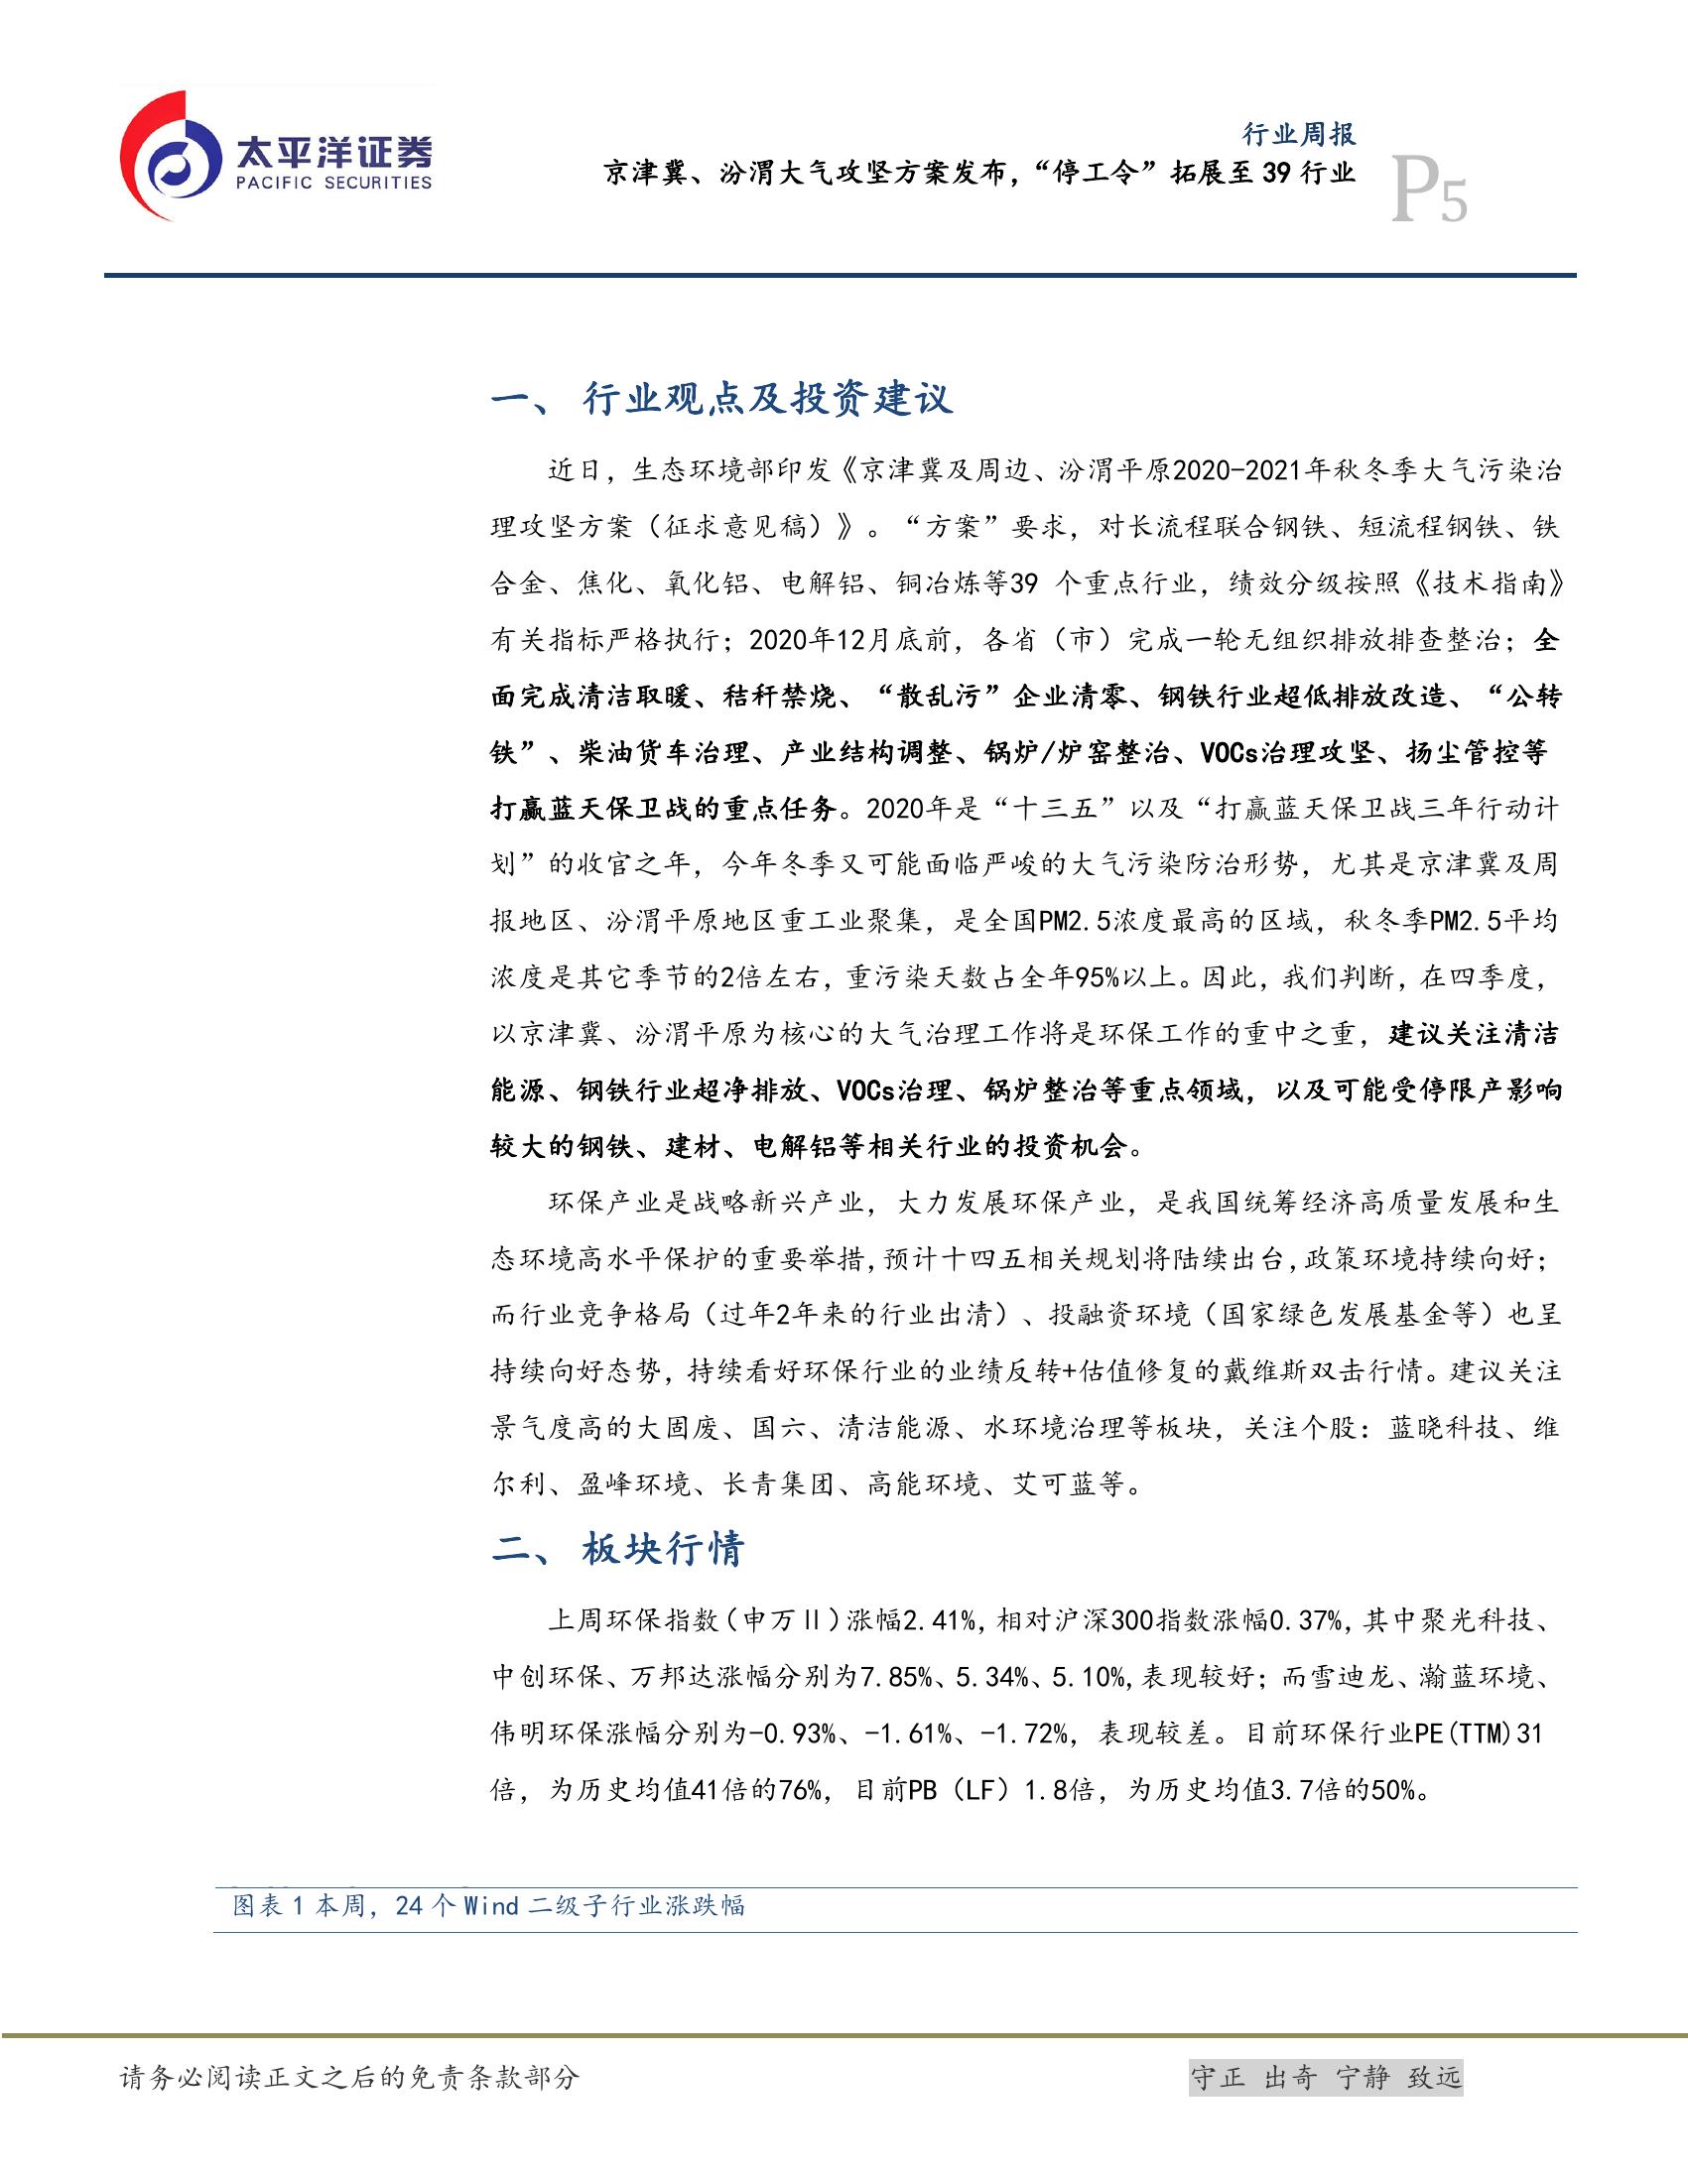 太平洋证券
PACIFIC SECURITIES
行业周报
京津冀、汾渭大气攻坚方案发布，“停工令”拓展至 39 行业
P5
一、 行业观点及投资建议
近日，生态环境部印发《京津冀及周边、汾渭平原2020-2021年秋冬季大气污染治
理攻坚方案（征求意见稿）》。“方案”要求，对长流程联合钢铁、短流程钢铁、铁
合金、焦化、氧化铝、电解铝、铜冶炼等39 个重点行业，绩效分级按照《技术指南》
有关指标严格执行；2020年12月底前，各省（市）完成一轮无组织排放排查整治；全
面完成清洁取暖、秸秆禁烧、“散乱污”企业清零、钢铁行业超低排放改造、“公转
铁”、柴油货车治理、产业结构调整、锅炉/炉窑整治、VOCs治理攻坚、扬尘管控等
打赢蓝天保卫战的重点任务。2020年是“十三五”以及“打赢蓝天保卫战三年行动计
划”的收官之年，今年冬季又可能面临严峻的大气污染防治形势，尤其是京津冀及周
报地区、汾渭平原地区重工业聚集，是全国PM2.5浓度最高的区域，秋冬季PM2.5平均
浓度是其它季节的2倍左右，重污染天数占全年95%以上。因此，我们判断，在四季度，
以京津冀、汾渭平原为核心的大气治理工作将是环保工作的重中之重，建议关注清洁
能源、钢铁行业超净排放、VOCs治理、锅炉整治等重点领域，以及可能受停限产影响
较大的钢铁、建材、电解铝等相关行业的投资机会。
环保产业是战略新兴产业，大力发展环保产业，是我国统筹经济高质量发展和生
态环境高水平保护的重要举措，预计十四五相关规划将陆续出台，政策环境持续向好；
而行业竞争格局（过年2年来的行业出清）、投融资环境（国家绿色发展基金等）也呈
持续向好态势，持续看好环保行业的业绩反转+估值修复的戴维斯双击行情。建议关注
景气度高的大固废、国六、清洁能源、水环境治理等板块，关注个股：蓝晓科技、维
尔利、盈峰环境、长青集团、高能环境、艾可蓝等。
二、 板块行情
上周环保指数（申万Ⅱ）涨幅2.41%，相对沪深300指数涨幅0.37%，其中聚光科技、
中创环保、万邦达涨幅分别为7.85%、5.34%、5.10%，表现较好；而雪迪龙、瀚蓝环境、
伟明环保涨幅分别为-0.93%、-1.61%、-1.72%，表现较差。目前环保行业PE(TTM)31
倍，为历史均值41倍的76%，目前PB（LF）1.8倍，为历史均值3.7倍的50%。
图表 1 本周，24 个 Wind 二级子行业涨跌幅
请务必阅读正文之后的免责条款部分
守正 出奇 宁静 致远